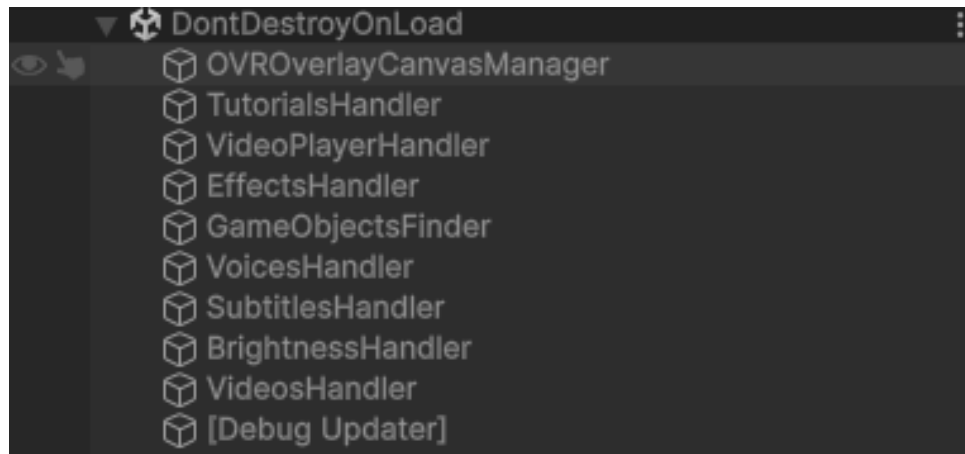 DontDestroyOnLoad
OVROverlayCanvasManager
TutorialsHandler
VideoPlayerHandler
EffectsHandler
GameObjectsFinder
VoicesHandler
SubtitlesHandler
BrightnessHandler
VideosHandler
[Debug Updater]